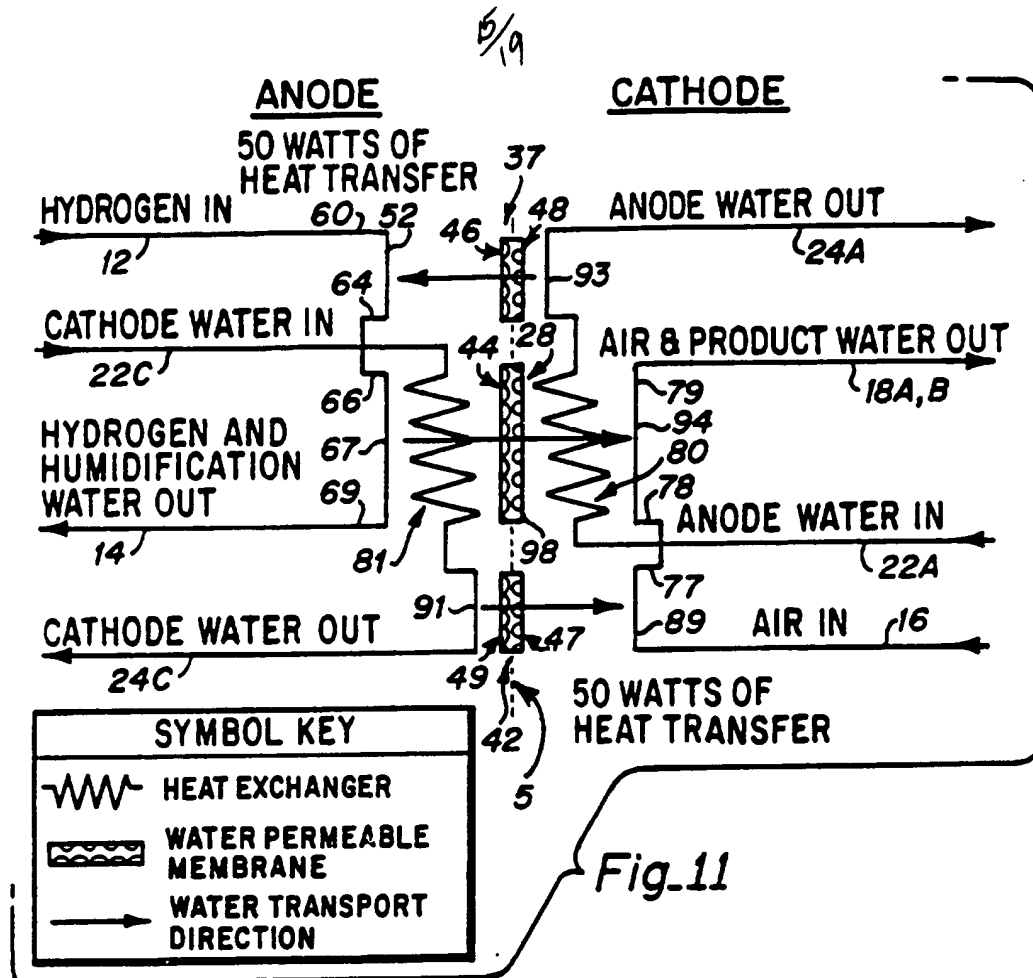 5/19
ANODE
CATHODE
50 WATTS OF
HEAT TRANSFER
37
HYDROGEN IN
60
52
46
48
ANODE WATER OUT
12
24A
64
93
CATHODE WATER IN
22C
44
28
AIR & PRODUCT WATER OUT
18A,B
66
79
HYDROGEN AND
HUMIDIFICATION
WATER OUT
67
94
80
69
78
14
81
98
ANODE WATER IN
22A
77
91
89
CATHODE WATER OUT
AIR IN
16
24C
49
47
42
5
50 WATTS OF
HEAT TRANSFER
SYMBOL KEY
HEAT EXCHANGER
WATER PERMEABLE
MEMBRANE
WATER TRANSPORT
DIRECTION
Fig_11